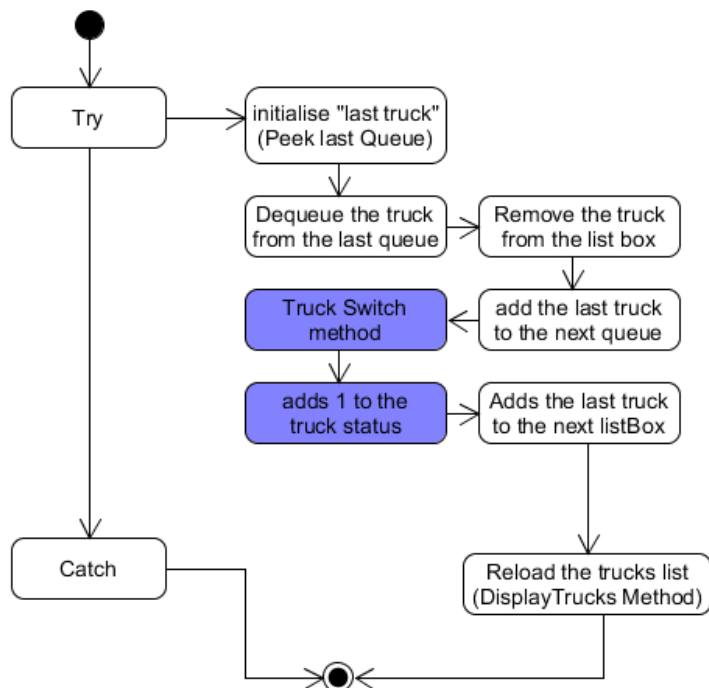 Try
initialise "last truck"
(Peek last Queue)
Dequeue the truck
from the last queue
Remove the truck
from the list box
add the last truck
to the next queue
Truck Switch
method
adds 1 to the
truck status
Adds the last truck
to the next listBox
Reload the trucks list
(DisplayTrucks Method)
Catch